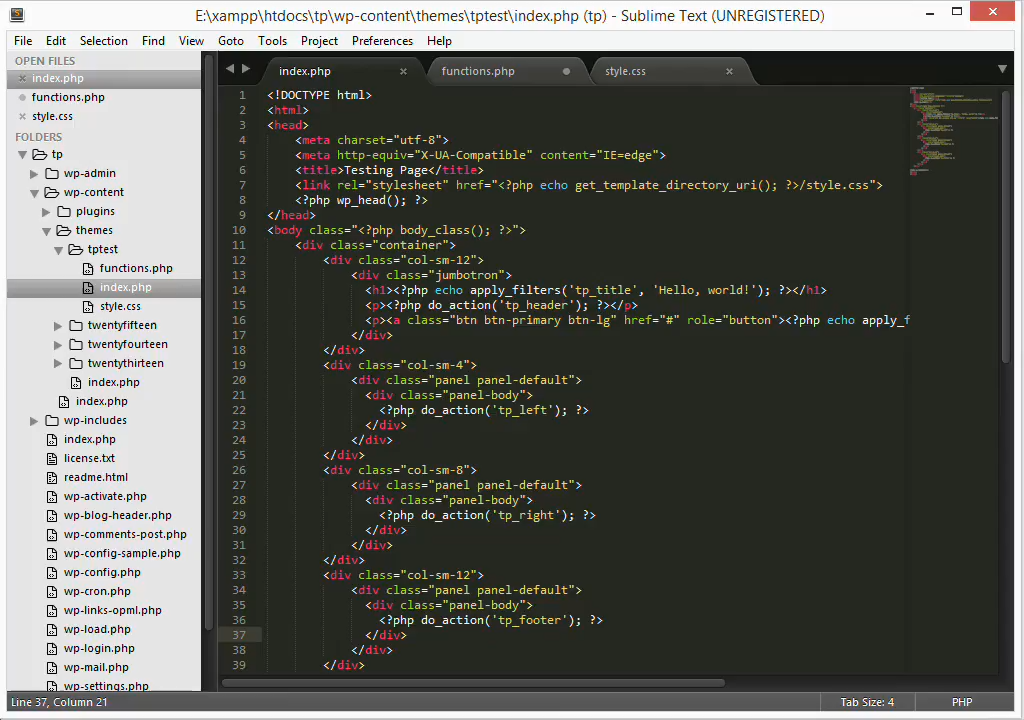 E:\xampp\htdocs\tp\wp-content\themes\tptest\index.php (tp) - Sublime Text (UNREGISTERED)
File Edit Selection Find View Goto Tools Project Preferences Help
OPEN FILES
index.php
functions.php
style.css
FOLDERS
tp
wp-admin
wp-content
plugins
themes
tptest
functions.php
index.php
style.css
twentyfifteen
twentyfourteen
twentythirteen
index.php
index.php
wp-includes
index.php
license.txt
readme.html
wp-activate.php
wp-blog-header.php
wp-comments-post.php
wp-config-sample.php
wp-config.php
wp-cron.php
wp-links-opml.php
wp-load.php
wp-login.php
wp-mail.php
wp-settings.php
index.php functions.php style.css
1 <!DOCTYPE html>
2 <html>
3 <head>
4 <meta charset="utf-8">
5 <meta http-equiv="X-UA-Compatible" content="IE=edge">
6 <title>Testing Page</title>
7 <link rel="stylesheet" href="<?php echo get_template_directory_uri(); ?>/style.css">
8 <?php wp_head(); ?>
9 </head>
10 <body class="<?php body_class(); ?>">
11 <div class="container">
12 <div class="col-sm-12">
13 <div class="jumbotron">
14 <h1><?php echo apply_filters('tp_title', 'Hello, world!'); ?></h1>
15 <p><?php do_action('tp_header'); ?></p>
16 <p><a class="btn btn-primary btn-lg" href="#" role="button"><?php echo apply_f
17 </div>
18 </div>
19 <div class="col-sm-4">
20 <div class="panel panel-default">
21 <div class="panel-body">
22 <?php do_action('tp_left'); ?>
23 </div>
24 </div>
25 </div>
26 <div class="col-sm-8">
27 <div class="panel panel-default">
28 <div class="panel-body">
29 <?php do_action('tp_right'); ?>
30 </div>
31 </div>
32 </div>
33 <div class="col-sm-12">
34 <div class="panel panel-default">
35 <div class="panel-body">
36 <?php do_action('tp_footer'); ?>
37 </div>
38 </div>
39 </div>
Line 37, Column 21 Tab Size: 4 PHP